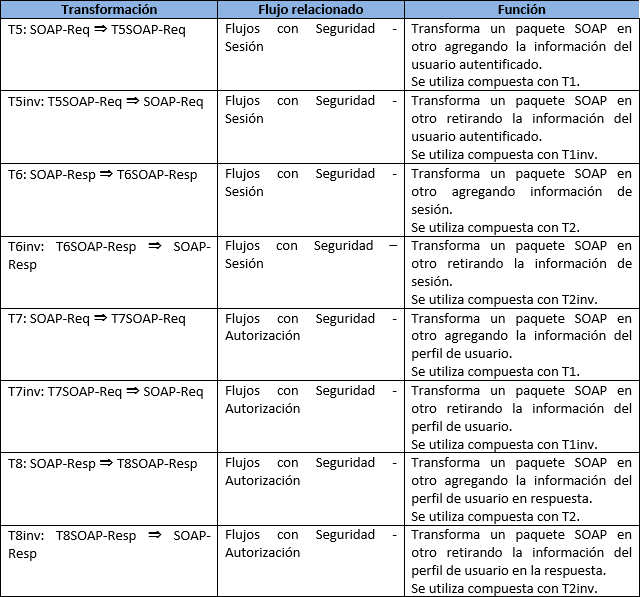 Transformación Flujo relacionado Función
T5: SOAP-Req ⇒ T5SOAP-Req
Flujos con Seguridad -
Sesión
Transforma un paquete SOAP en
otro agregando la información del
usuario autentificado.
Se utiliza compuesta con T1.
T5inv: T5SOAP-Req ⇒ SOAP-Req
Flujos con Seguridad -
Sesión
Transforma un paquete SOAP en
otro retirando la información del
usuario autentificado.
Se utiliza compuesta con T1inv.
T6: SOAP-Resp ⇒ T6SOAP-Resp
Flujos con Seguridad -
Sesión
Transforma un paquete SOAP en
otro agregando información de
sesión.
Se utiliza compuesta con T2.
T6inv: T6SOAP-Resp ⇒ SOAP-
Resp
Flujos con Seguridad –
Sesión
Transforma un paquete SOAP en
otro retirando la información de
sesión.
Se utiliza compuesta con T2inv.
T7: SOAP-Req ⇒ T7SOAP-Req
Flujos con Seguridad -
Autorización
Transforma un paquete SOAP en
otro agregando la información del
perfil de usuario.
Se utiliza compuesta con T1.
T7inv: T7SOAP-Req ⇒ SOAP-Req
Flujos con Seguridad -
Autorización
Transforma un paquete SOAP en
otro retirando la información del
perfil de usuario.
Se utiliza compuesta con T1inv.
T8: SOAP-Resp ⇒ T8SOAP-Resp
Flujos con Seguridad -
Autorización
Transforma un paquete SOAP en
otro agregando la información del
perfil de usuario en respuesta.
Se utiliza compuesta con T2.
T8inv: T8SOAP-Resp ⇒ SOAP-
Resp
Flujos con Seguridad -
Autorización
Transforma un paquete SOAP en
otro retirando la información del
perfil de usuario en la respuesta.
Se utiliza compuesta con T2inv.